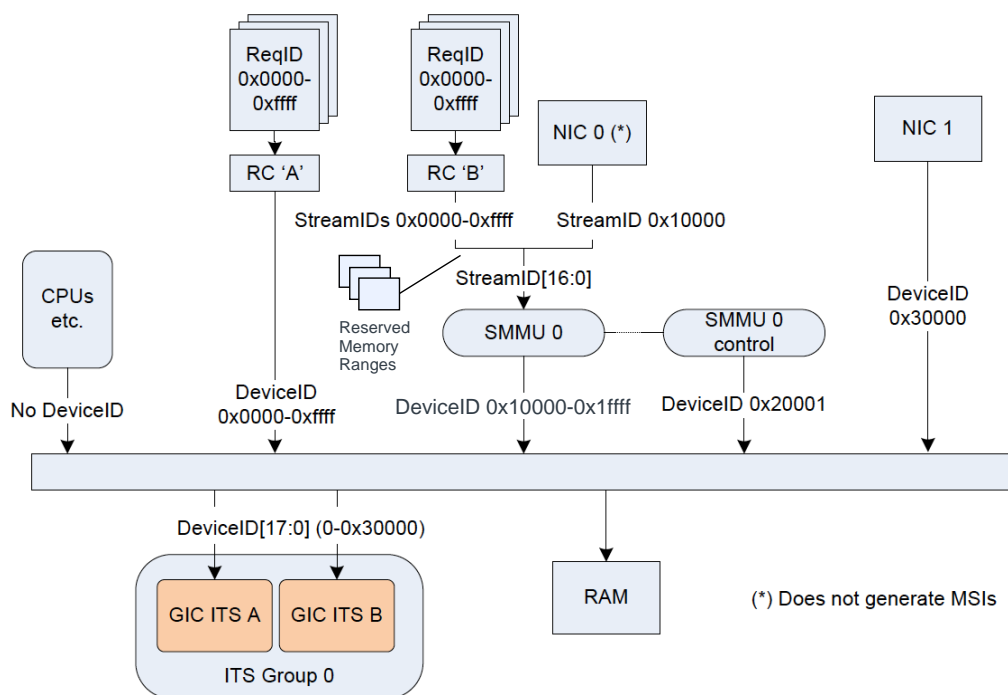 ReqID
0x0000-
0xffff
ReqID
0x0000-
0xffff
NIC 0 (*)
NIC 1
RC ‘A’
RC ‘B’
StreamIDs 0x0000-0xffff
StreamID 0x10000
StreamID[16:0]
CPUs
etc.
Reserved
Memory
Ranges
SMMU 0
SMMU 0
control
DeviceID
0x30000
No DeviceID
DeviceID
0x0000-0xffff
DeviceID 0x10000-0x1ffff
DeviceID 0x20001
DeviceID[17:0] (0-0x30000)
GIC ITS A
GIC ITS B
ITS Group 0
RAM
(*) Does not generate MSIs